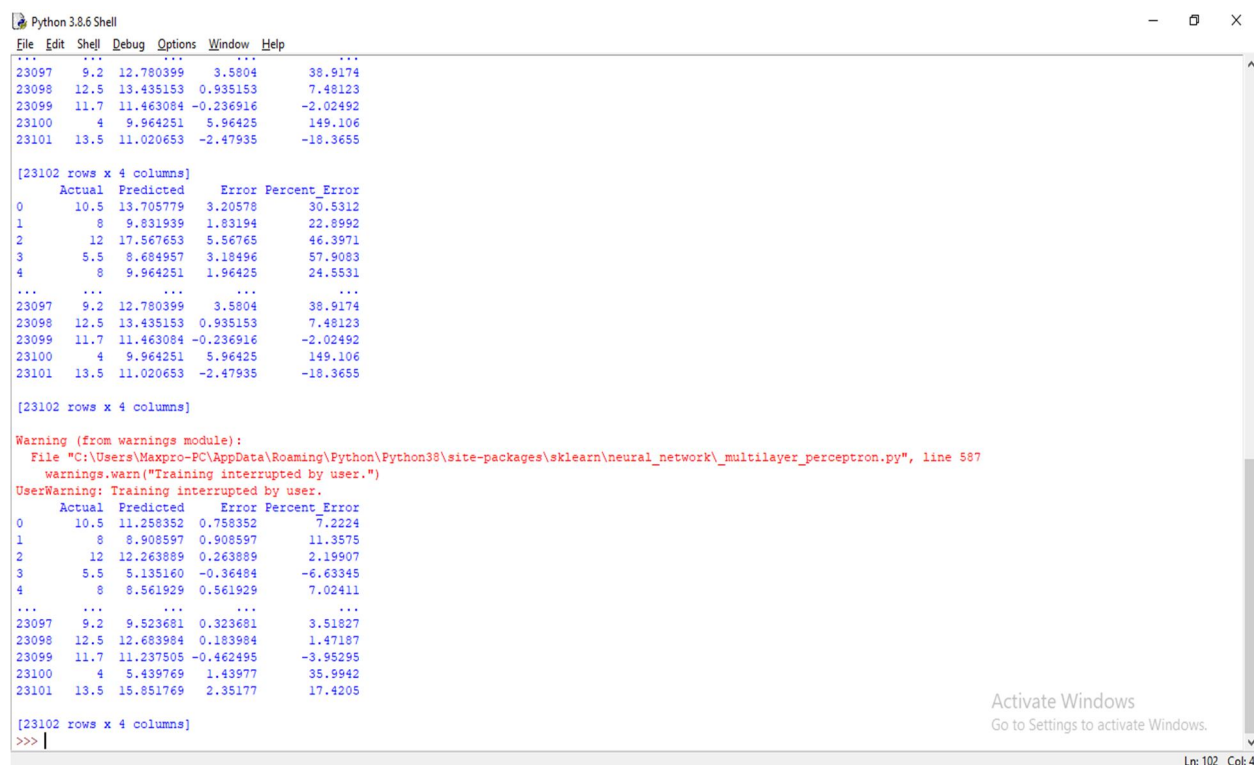 Python 3.8.6 Shell
File Edit Shell Debug Options Window Help
... ... ... ... ...
23097 9.2 12.780399 3.5804 38.9174
23098 12.5 13.435153 0.935153 7.48123
23099 11.7 11.463084 -0.236916 -2.02492
23100 4 9.964251 5.96425 149.106
23101 13.5 11.020653 -2.47935 -18.3655
[23102 rows x 4 columns]
Actual Predicted Error Percent_Error
0 10.5 13.705779 3.20578 30.5312
1 8 9.831939 1.83194 22.8992
2 12 17.567653 5.56765 46.3971
3 5.5 8.684957 3.18496 57.9083
4 8 9.964251 1.96425 24.5531
... ... ... ... ...
23097 9.2 12.780399 3.5804 38.9174
23098 12.5 13.435153 0.935153 7.48123
23099 11.7 11.463084 -0.236916 -2.02492
23100 4 9.964251 5.96425 149.106
23101 13.5 11.020653 -2.47935 -18.3655
[23102 rows x 4 columns]
Warning (from warnings module):
File "C:\Users\Maxpro-PC\AppData\Roaming\Python\Python38\site-packages\sklearn\neural_network\_multilayer_perceptron.py", line 587
warnings.warn("Training interrupted by user.")
UserWarning: Training interrupted by user.
Actual Predicted Error Percent_Error
0 10.5 11.258352 0.758352 7.2224
1 8 8.908597 0.908597 11.3575
2 12 12.263889 0.263889 2.19907
3 5.5 5.135160 -0.36484 -6.63345
4 8 8.561929 0.561929 7.02411
... ... ... ... ...
23097 9.2 9.523681 0.323681 3.51827
23098 12.5 12.683984 0.183984 1.47187
23099 11.7 11.237505 -0.462495 -3.95295
23100 4 5.439769 1.43977 35.9942
23101 13.5 15.851769 2.35177 17.4205
[23102 rows x 4 columns]
>>>
Activate Windows
Go to Settings to activate Windows.
Ln: 102 Col: 4